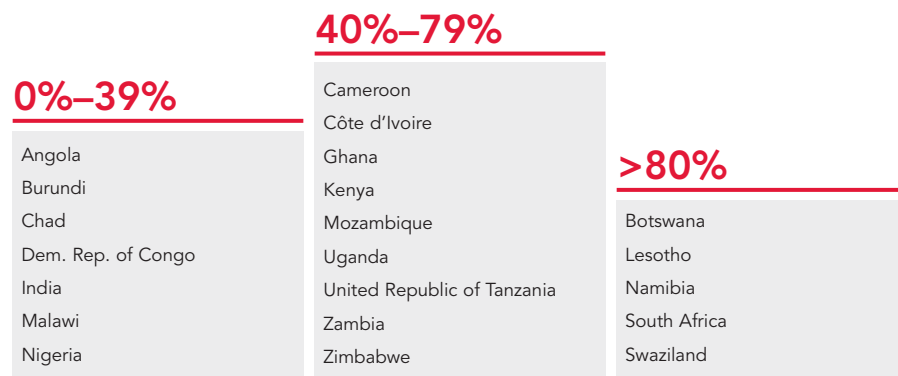 0%–39%
Angola
Burundi
Chad
Dem. Rep. of Congo
India
Malawi
Nigeria
40%–79%
Cameroon
Côte d’Ivoire
Ghana
Kenya
Mozambique
Uganda
United Republic of Tanzania
Zambia
Zimbabwe
>80%
Botswana
Lesotho
Namibia
South Africa
Swaziland